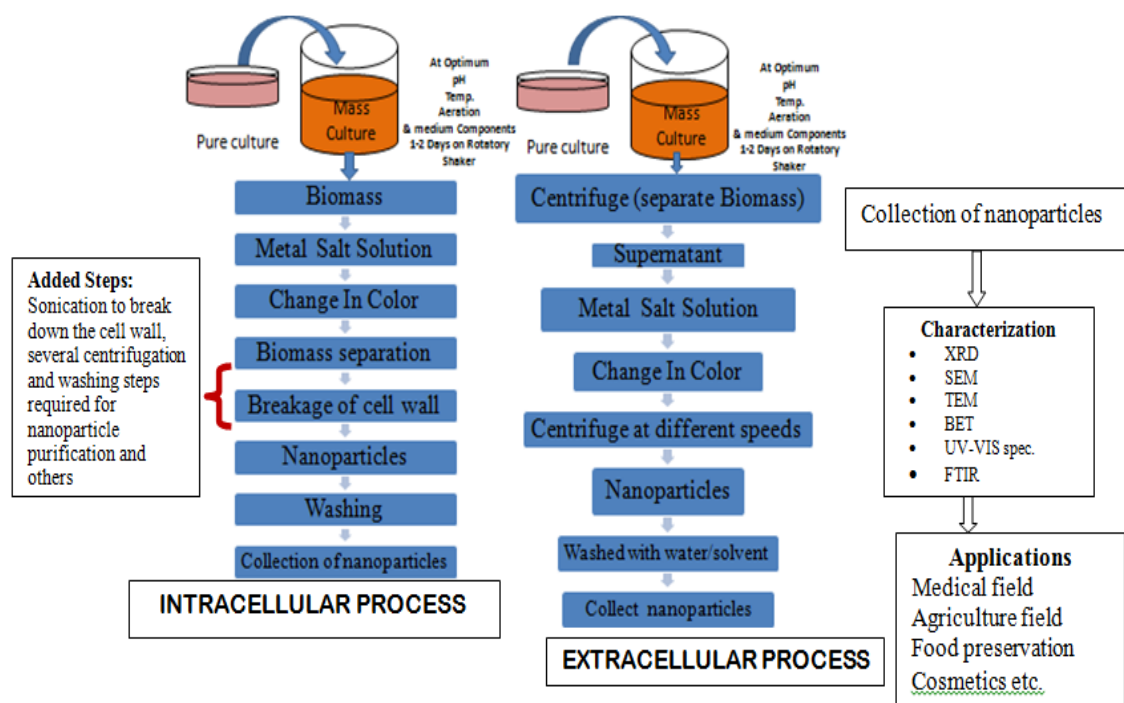 Pure culture
Mass
Culture
At Optimum
pH
Temp.
Aeration
& medium Components
1-2 Days on Rotatory
Shaker
Biomass
Metal Salt Solution
Change In Color
Biomass separation
Breakage of cell wall
Nanoparticles
Washing
Collection of nanoparticles
INTRACELLULAR PROCESS
Added Steps:
Sonication to break
down the cell wall,
several centrifugation
and washing steps
required for
nanoparticle
purification and
others
Pure culture
Mass
Culture
At Optimum
pH
Temp.
Aeration
& medium Components
1-2 Days on Rotatory
Shaker
Centrifuge (separate Biomass)
Supernatant
Metal Salt Solution
Change In Color
Centrifuge at different speeds
Nanoparticles
Washed with water/solvent
Collect nanoparticles
EXTRACELLULAR PROCESS
Collection of nanoparticles
Characterization
• XRD
• SEM
• TEM
• BET
• UV-VIS spec.
• FTIR
Applications
Medical field
Agriculture field
Food preservation
Cosmetics etc.